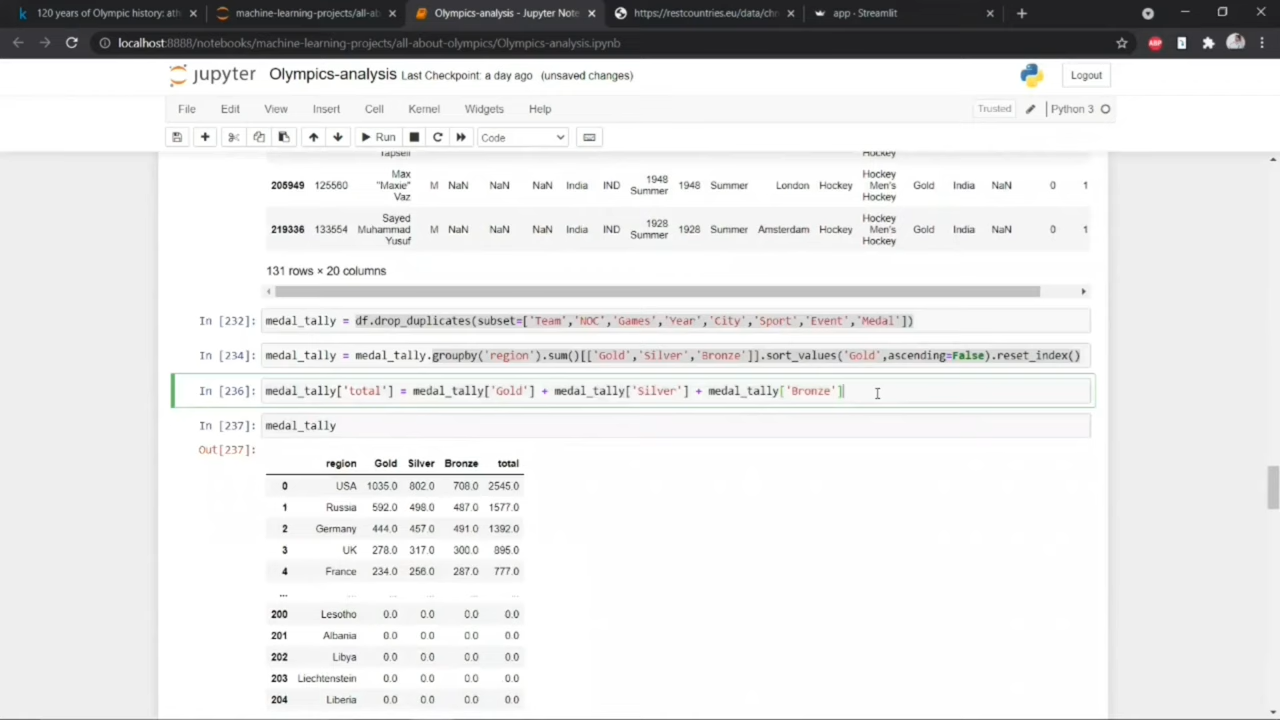 120 years of Olympic history: ath
machine-learning-projects/all-ab
Olympics-analysis - Jupyter Note
https://restcountries.eu/data/ch
app · Streamlit
localhost:8888/notebooks/machine-learning-projects/all-about-olympics/Olympics-analysis.ipynb
ABP
jupyter Olympics-analysis Last Checkpoint: a day ago (unsaved changes)
Logout
File Edit View Insert Cell Kernel Widgets Help
Trusted
Python 3
Run
Code
Tapsell Hockey
205949 125560 Max "Maxie" Vaz M NaN NaN NaN India IND 1948 Summer 1948 Summer London Hockey Hockey Men's Hockey Gold India NaN 0 1
219336 133554 Sayed Muhammad Yusuf M NaN NaN NaN India IND 1928 Summer 1928 Summer Amsterdam Hockey Hockey Men's Hockey Gold India NaN 0 1
131 rows × 20 columns
In [232]: medal_tally = df.drop_duplicates(subset=['Team','NOC','Games','Year','City','Sport','Event','Medal'])
In [234]: medal_tally = medal_tally.groupby('region').sum()[['Gold','Silver','Bronze']].sort_values('Gold',ascending=False).reset_index()
In [236]: medal_tally['total'] = medal_tally['Gold'] + medal_tally['Silver'] + medal_tally['Bronze']
In [237]: medal_tally
Out[237]:
region Gold Silver Bronze total
0 USA 1035.0 802.0 708.0 2545.0
1 Russia 592.0 498.0 487.0 1577.0
2 Germany 444.0 457.0 491.0 1392.0
3 UK 278.0 317.0 300.0 895.0
4 France 234.0 256.0 287.0 777.0
... ... ... ... ... ...
200 Lesotho 0.0 0.0 0.0 0.0
201 Albania 0.0 0.0 0.0 0.0
202 Libya 0.0 0.0 0.0 0.0
203 Liechtenstein 0.0 0.0 0.0 0.0
204 Liberia 0.0 0.0 0.0 0.0